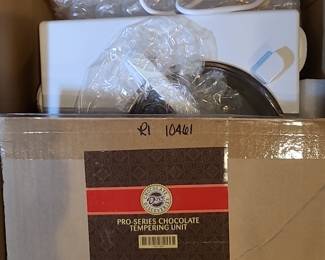 R1 10461
PRO-SERIES CHOCOLATE
TEMPERING UNIT